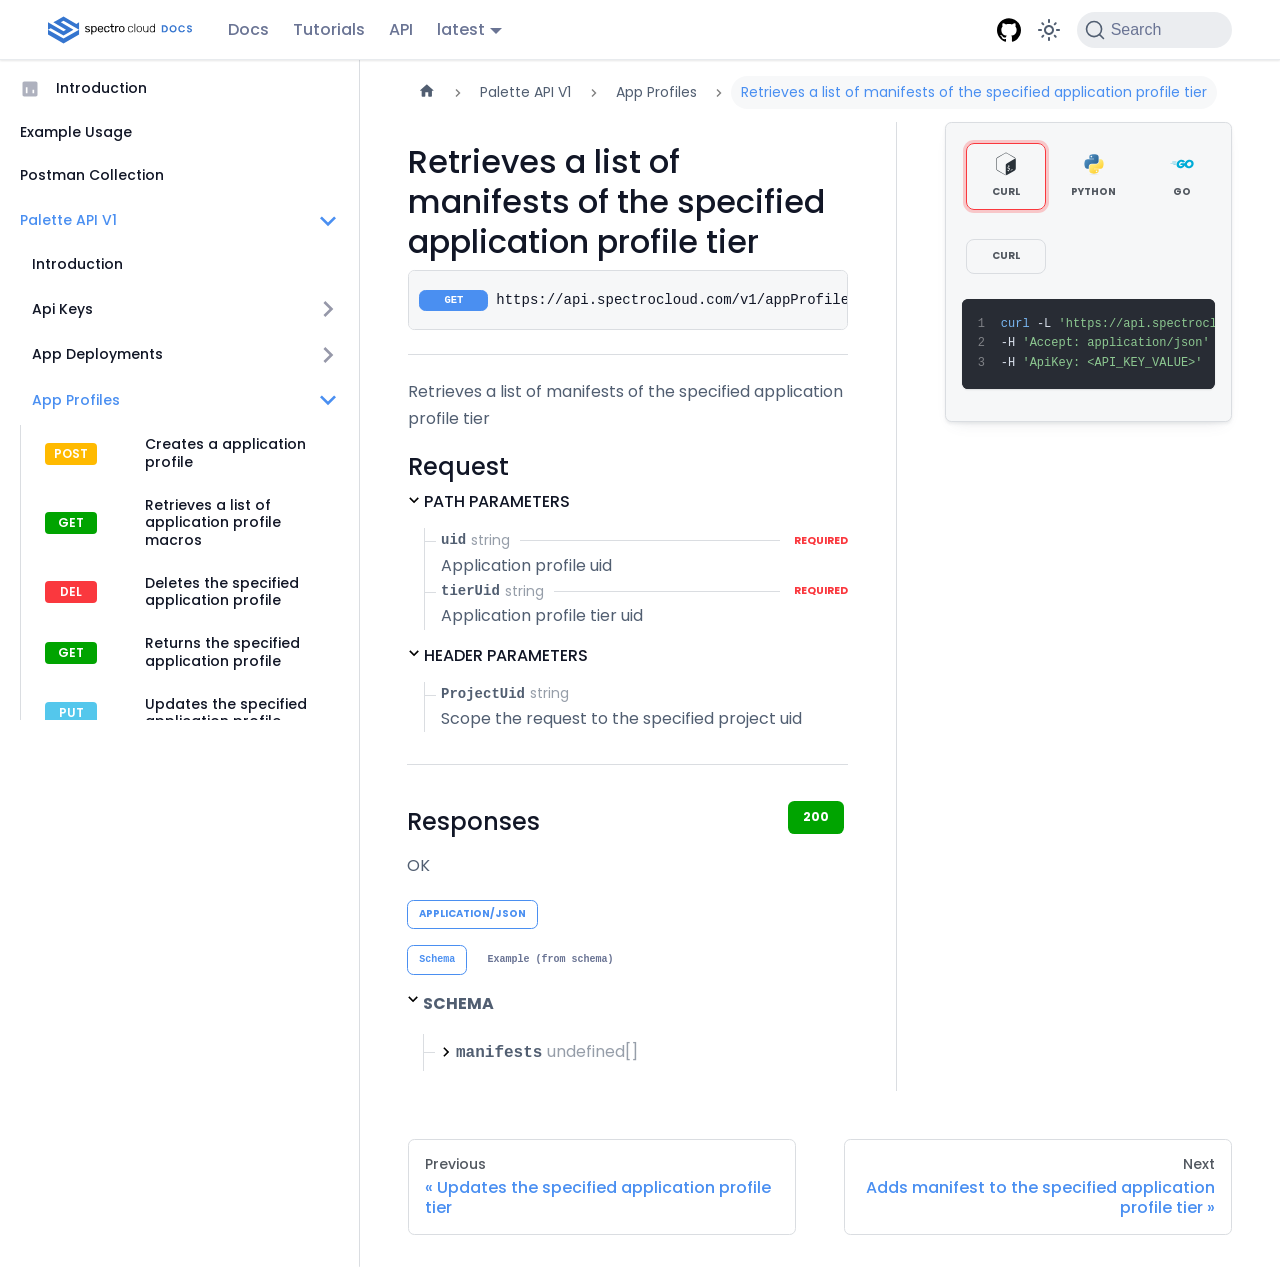 spectro cloud DOCS Docs Tutorials API latest Search
Introduction
Example Usage
Postman Collection
Palette API V1
Introduction
Api Keys
App Deployments
App Profiles
POST Creates a application
profile
GET Retrieves a list of
application profile
macros
DEL Deletes the specified
application profile
GET Returns the specified
application profile
PUT Updates the specified
application profile
Palette API V1 App Profiles Retrieves a list of manifests of the specified application profile tier
Retrieves a list of
manifests of the specified
application profile tier
GET https://api.spectrocloud.com/v1/appProfile
Retrieves a list of manifests of the specified application
profile tier
Request
PATH PARAMETERS
uid string REQUIRED
Application profile uid
tierUid string REQUIRED
Application profile tier uid
HEADER PARAMETERS
ProjectUid string
Scope the request to the specified project uid
Responses 200
OK
APPLICATION/JSON
Schema Example (from schema)
SCHEMA
manifests undefined[]
CURL PYTHON GO
CURL
1 curl -L 'https://api.spectrocl
2 -H 'Accept: application/json'
3 -H 'ApiKey: <API_KEY_VALUE>'
Previous
« Updates the specified application profile
tier
Next
Adds manifest to the specified application
profile tier »